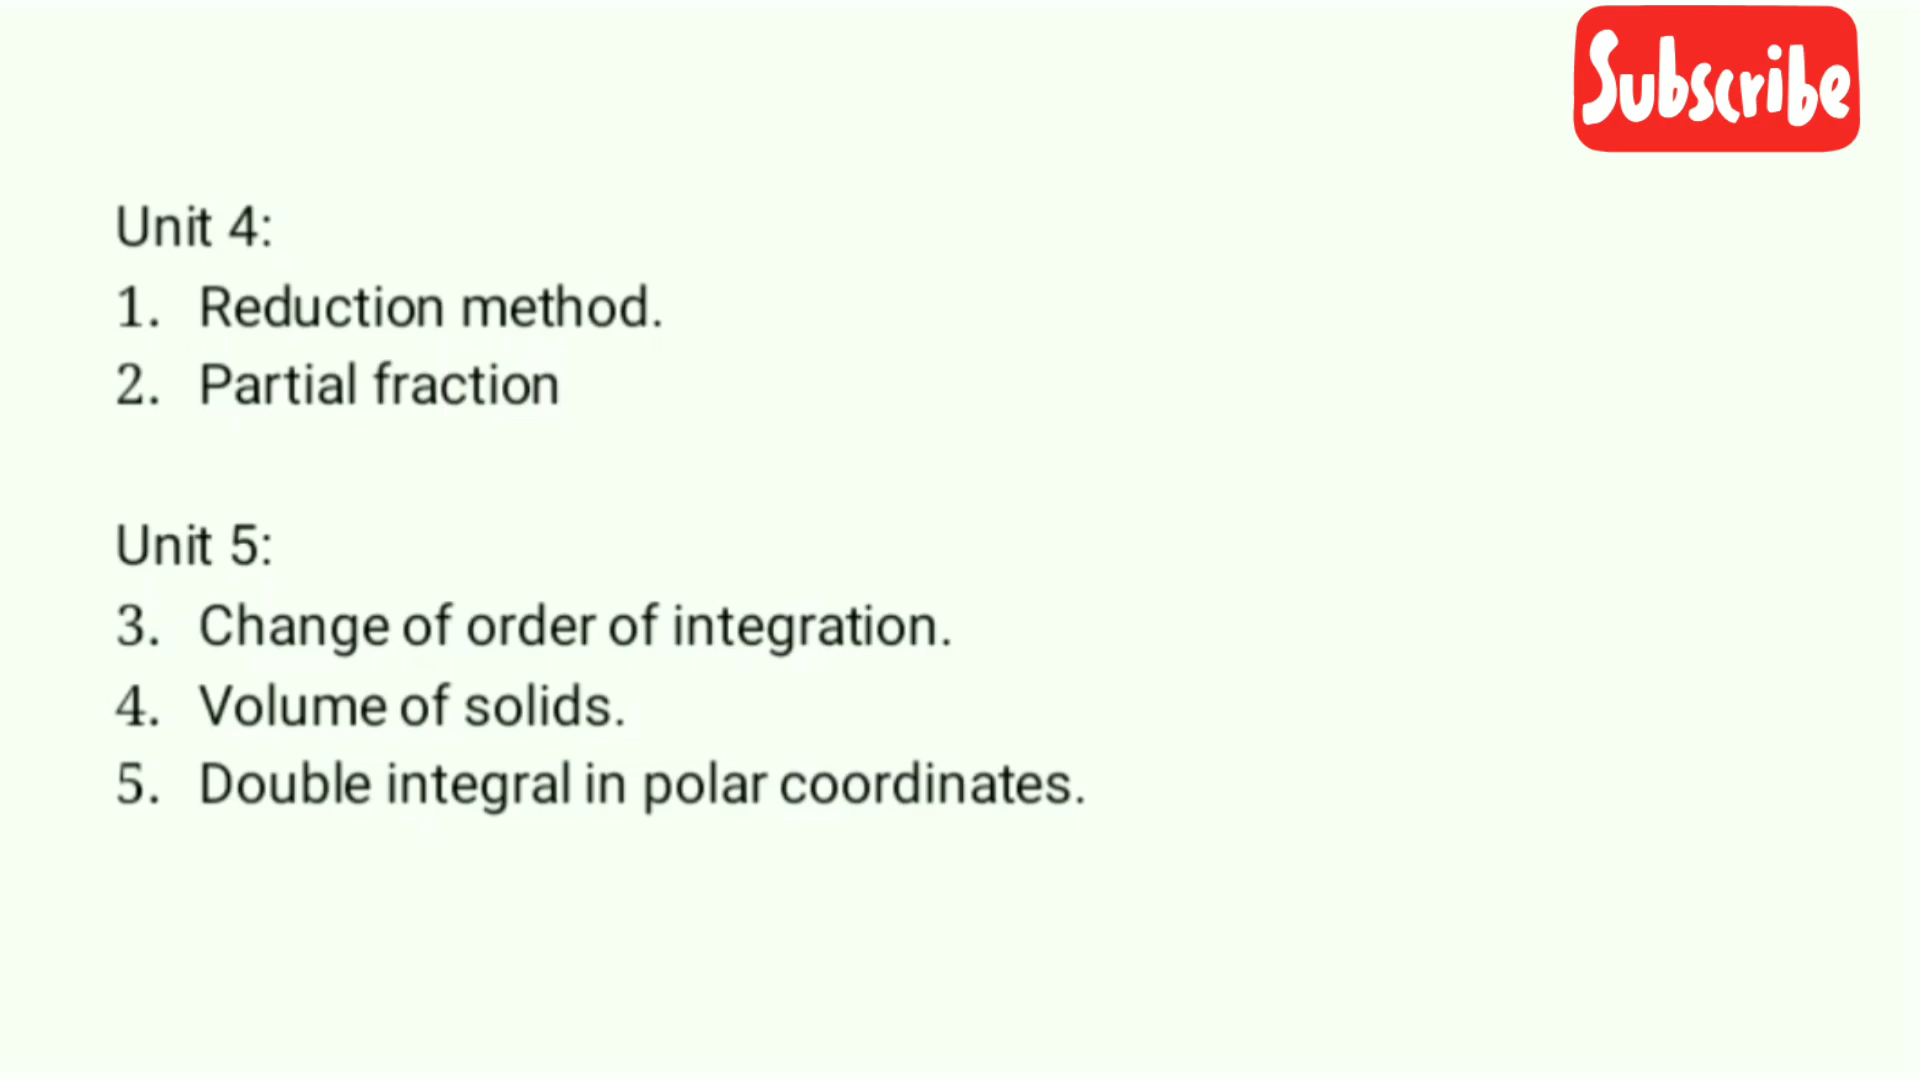 Subscribe
Unit 4:
1. Reduction method.
2. Partial fraction
Unit 5:
3. Change of order of integration.
4. Volume of solids.
5. Double integral in polar coordinates.